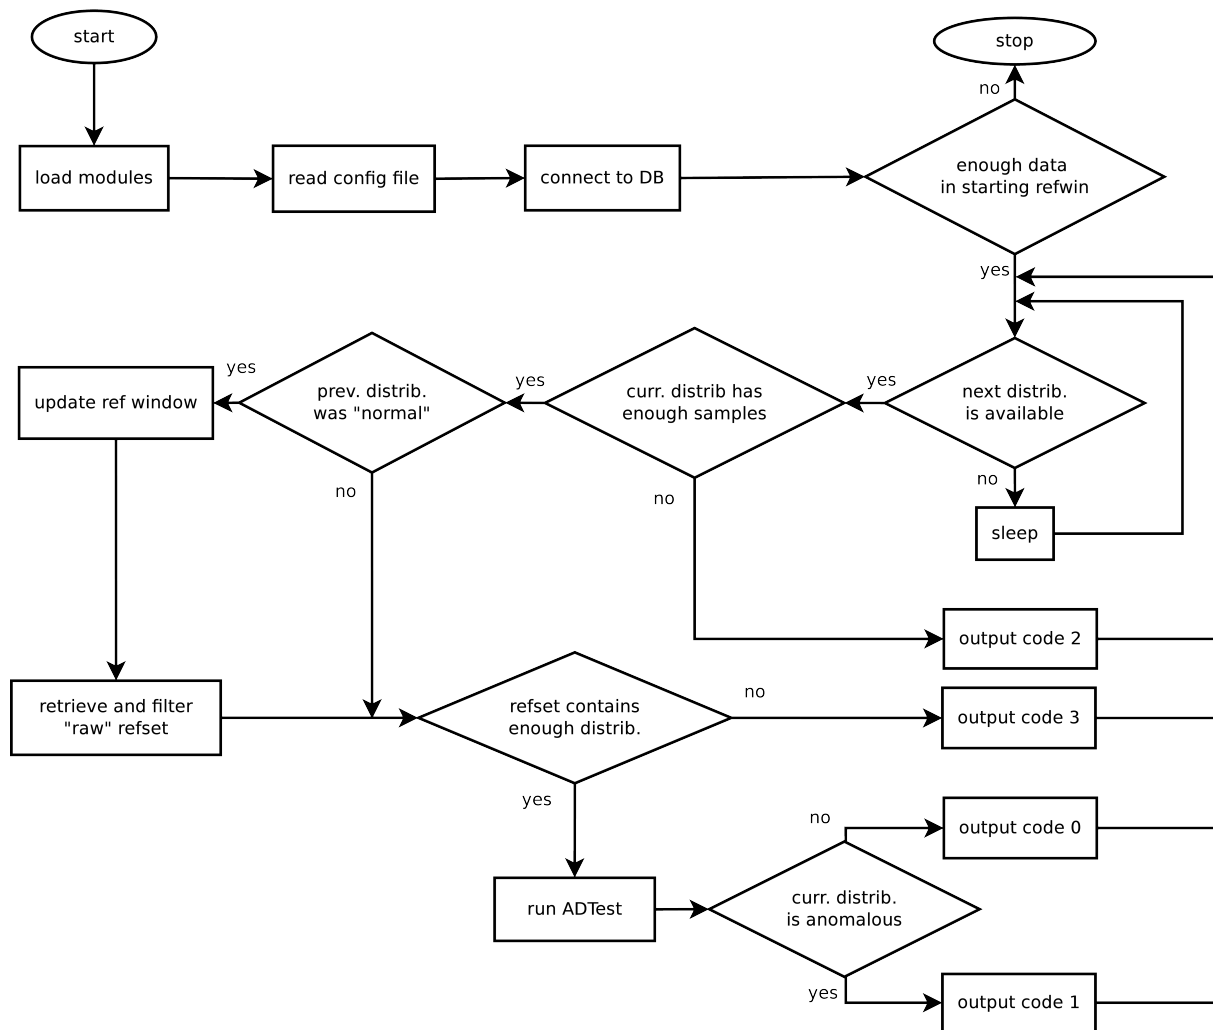 start
stop
no
load modules
read config file
connect to DB
enough data
in starting refwin
yes
update ref window
yes
prev. distrib.
was "normal"
yes
curr. distrib has
enough samples
yes
next distrib.
is available
no
no
no
sleep
output code 2
retrieve and filter
"raw" refset
refset contains
enough distrib.
no
output code 3
yes
no
output code 0
run ADTest
curr. distrib.
is anomalous
yes
output code 1